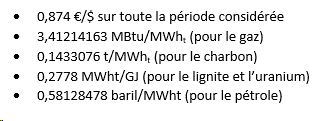 • 0,874 €/$ sur toute la période considérée
• 3,41214163 MBtu/MWhₜ (pour le gaz)
• 0,1433076 t/MWhₜ (pour le charbon)
• 0,2778 MWht/GJ (pour le lignite et l’uranium)
• 0,58128478 baril/MWht (pour le pétrole)